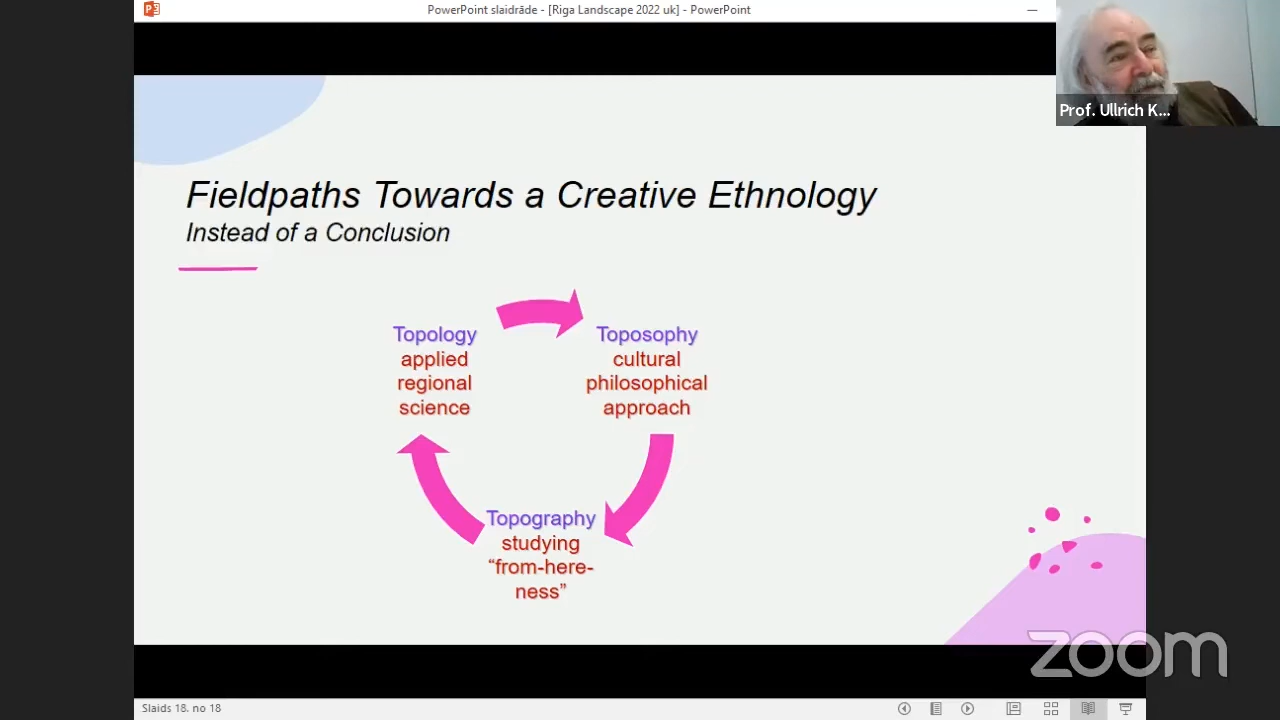 PowerPoint slaidrāde - [Riga Landscape 2022 uk] - PowerPoint
Prof. Ullrich K...
Fieldpaths Towards a Creative Ethnology
Instead of a Conclusion
Topology
applied
regional
science
Toposophy
cultural
philosophical
approach
Topography
studying
“from-here-
ness”
zoom
Slaids 18. no 18